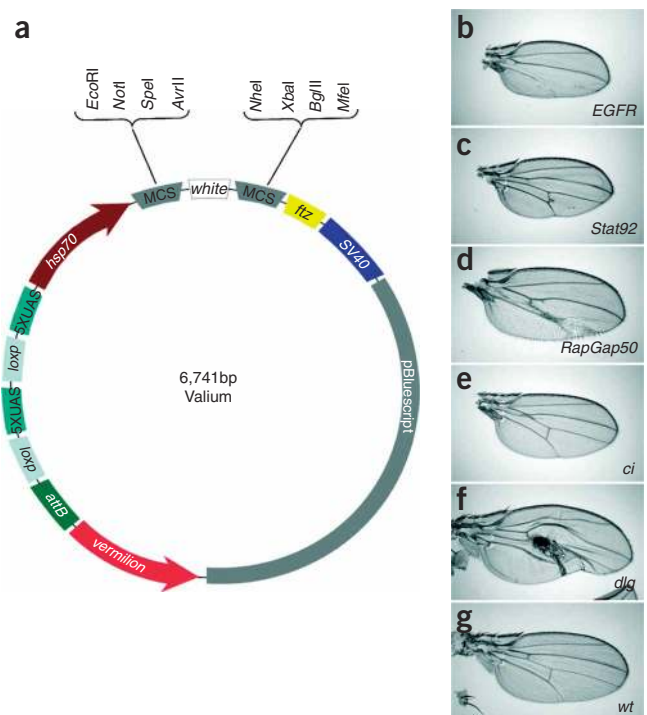 a
EcoRI
NotI
SpeI
AvrII
NheI
XbaI
BglII
MfeI
MCS
white
MCS
ftz
SV40
hsp70
5XUAS
loxp
5XUAS
loxp
attB
vermilion
pBluescript
6,741bp
Valium
b
EGFR
c
Stat92
d
RapGap50
e
ci
f
dlg
g
wt